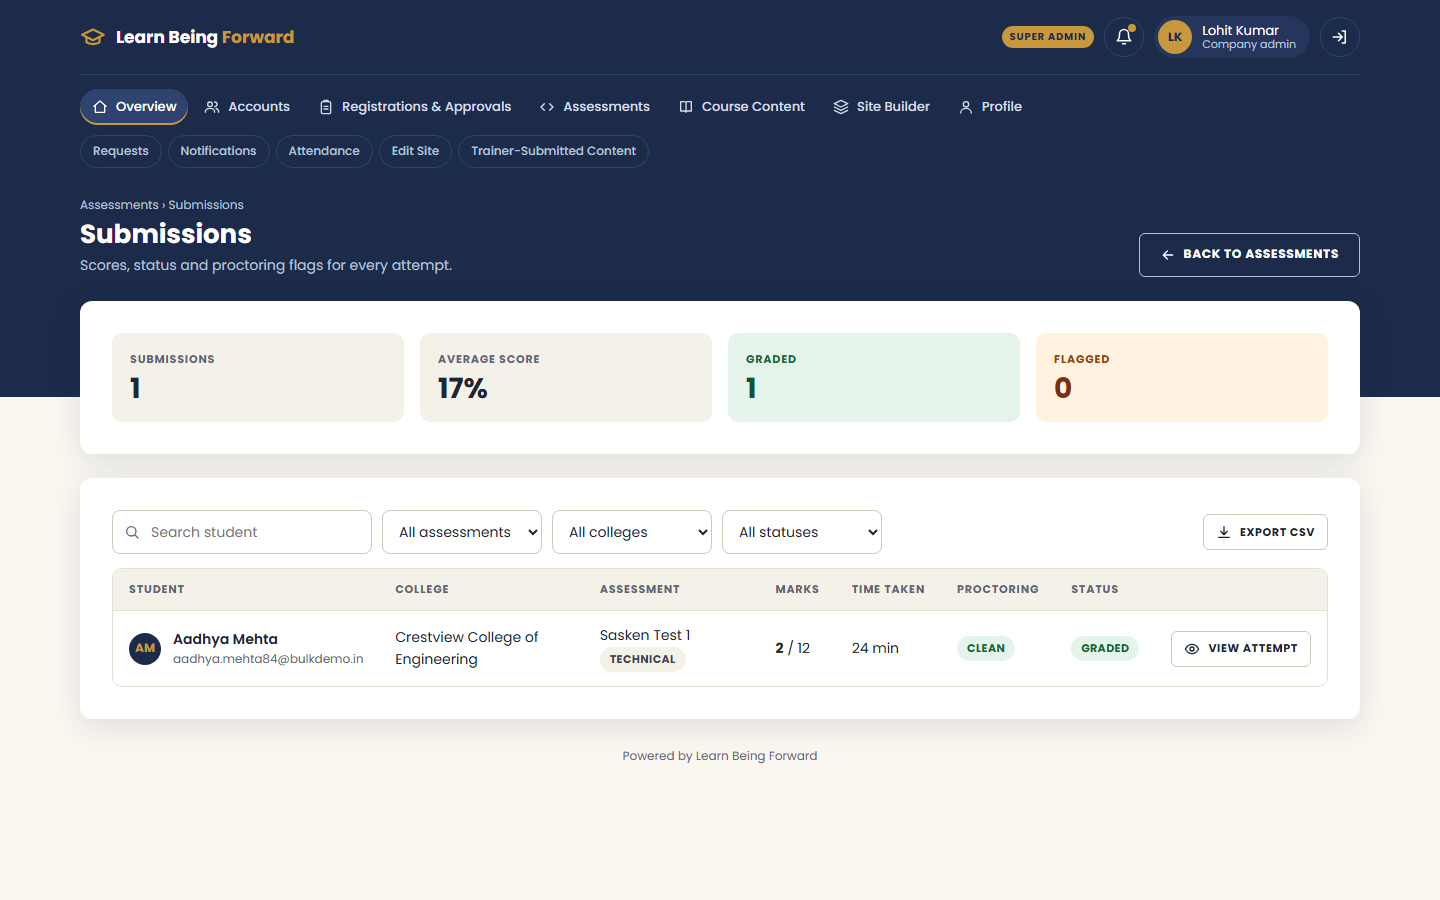 Learn Being Forward
SUPER ADMIN
LK
Lohit Kumar
Company admin
Overview
Accounts
Registrations & Approvals
Assessments
Course Content
Site Builder
Profile
Requests
Notifications
Attendance
Edit Site
Trainer-Submitted Content
Assessments › Submissions
Submissions
Scores, status and proctoring flags for every attempt.
← BACK TO ASSESSMENTS
SUBMISSIONS
1
AVERAGE SCORE
17%
GRADED
1
FLAGGED
0
Search student
All assessments
All colleges
All statuses
EXPORT CSV
STUDENT
COLLEGE
ASSESSMENT
MARKS
TIME TAKEN
PROCTORING
STATUS
AM
Aadhya Mehta
aadhya.mehta84@bulkdemo.in
Crestview College of
Engineering
Sasken Test 1
TECHNICAL
2 / 12
24 min
CLEAN
GRADED
VIEW ATTEMPT
Powered by Learn Being Forward